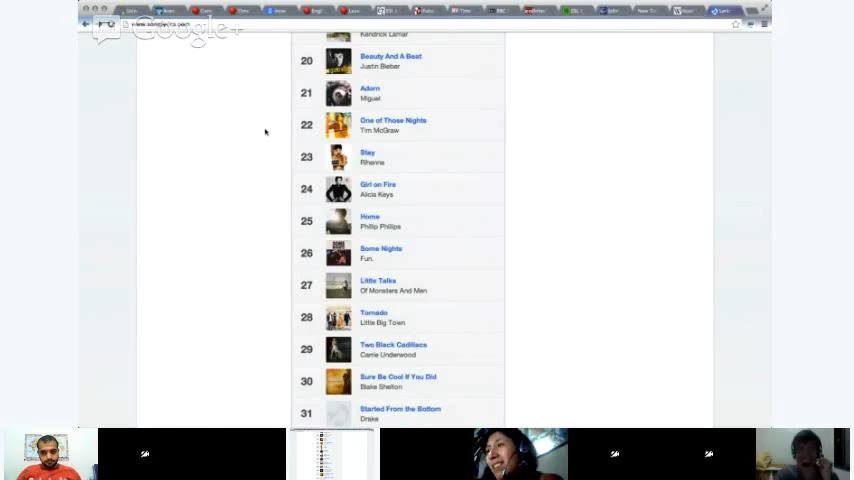 Google+
Kendrick Lamar
20
Beauty And A Beat
Justin Bieber
21
Adorn
Miguel
22
One of Those Nights
Tim McGraw
23
Stay
Rihanna
24
Girl on Fire
Alicia Keys
25
Home
Phillip Phillips
26
Some Nights
Fun.
27
Little Talks
Of Monsters And Men
28
Tornado
Little Big Town
29
Two Black Cadillacs
Carrie Underwood
30
Sure Be Cool If You Did
Blake Shelton
31
Started From the Bottom
Drake